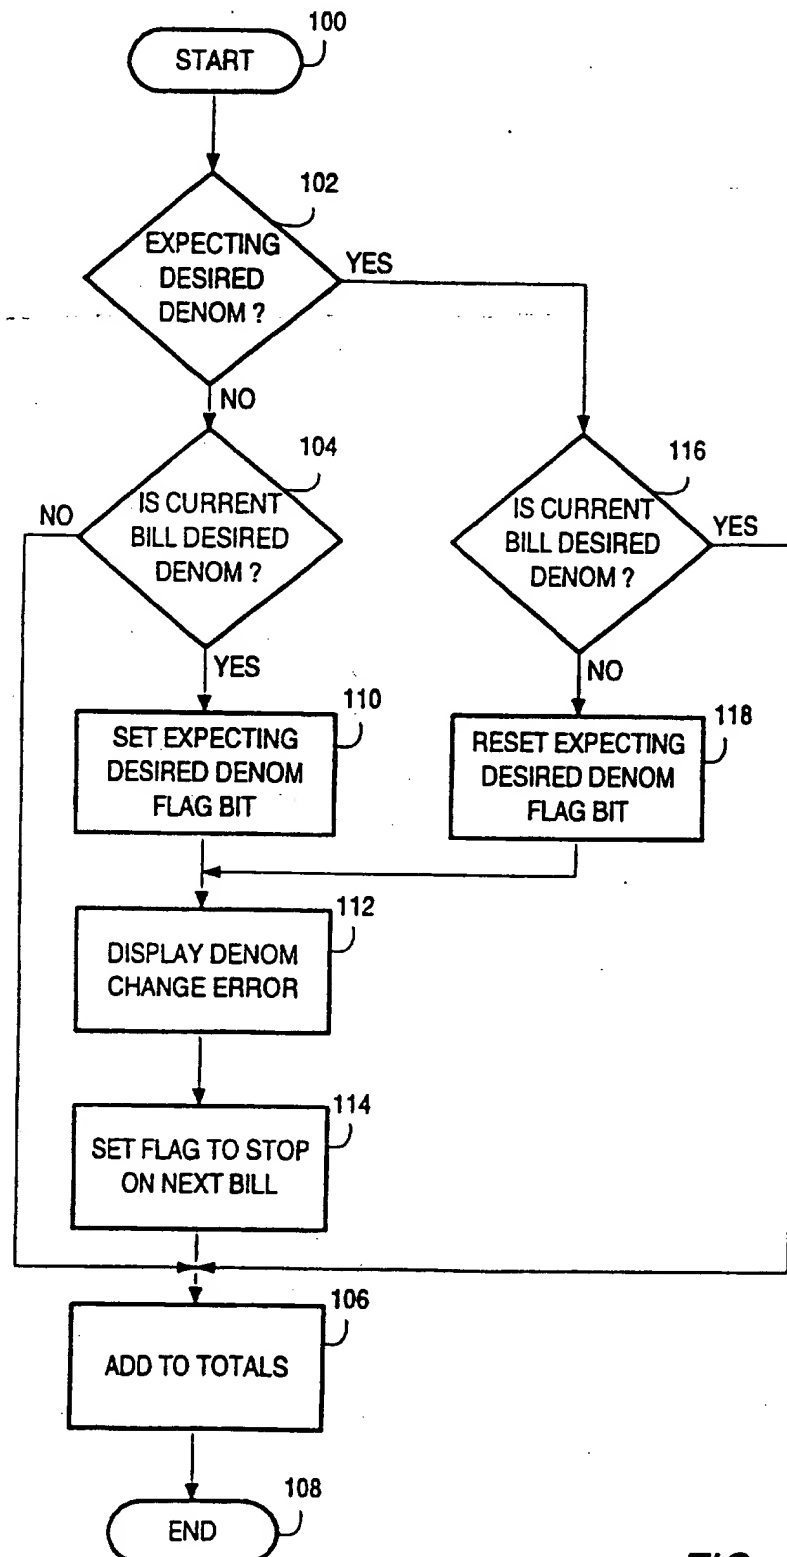 100
START
102
EXPECTING
DESIRED
DENOM ?
YES
NO
104
IS CURRENT
BILL DESIRED
DENOM ?
NO
YES
116
IS CURRENT
BILL DESIRED
DENOM ?
YES
NO
110
SET EXPECTING
DESIRED DENOM
FLAG BIT
118
RESET EXPECTING
DESIRED DENOM
FLAG BIT
112
DISPLAY DENOM
CHANGE ERROR
114
SET FLAG TO STOP
ON NEXT BILL
106
ADD TO TOTALS
108
END